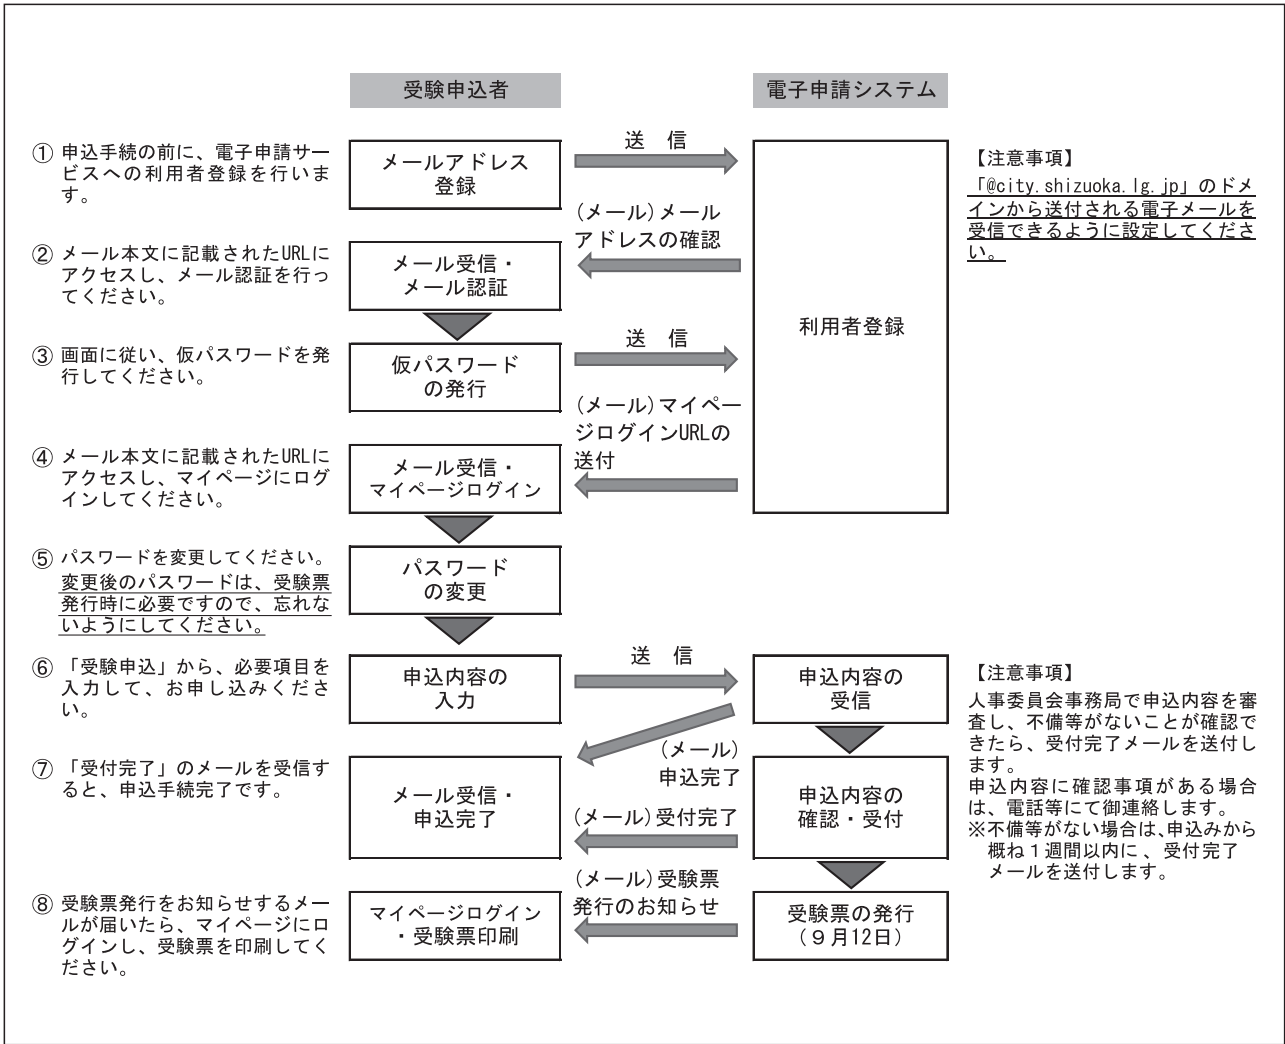 受験申込者
電子申請システム
① 申込手続の前に、電子申請サー
ビスへの利用者登録を行いま
す。
メールアドレス
登録
送　信
【注意事項】
「@city.shizuoka.lg.jp」のドメ
インから送付される電子メールを
受信できるように設定してくださ
い。
(メール)メール
アドレスの確認
② メール本文に記載されたURLに
アクセスし、メール認証を行っ
てください。
メール受信・
メール認証
利用者登録
③ 画面に従い、仮パスワードを発
行してください。
仮パスワード
の発行
送　信
(メール)マイペー
ジログインURLの
送付
④ メール本文に記載されたURLに
アクセスし、マイページにログ
インしてください。
メール受信・
マイページログイン
⑤ パスワードを変更してください。
変更後のパスワードは、受験票
発行時に必要ですので、忘れな
いようにしてください。
パスワード
の変更
⑥ 「受験申込」から、必要項目を
入力して、お申し込みくださ
い。
申込内容の
入力
送　信
申込内容の
受信
【注意事項】
人事委員会事務局で申込内容を審
査し、不備等がないことが確認で
きたら、受付完了メールを送付し
ます。
申込内容に確認事項がある場合
は、電話等にて御連絡します。
※不備等がない場合は、申込みから
概ね１週間以内に、受付完了
メールを送付します。
(メール)
申込完了
⑦ 「受付完了」のメールを受信す
ると、申込手続完了です。
メール受信・
申込完了
(メール)受付完了
申込内容の
確認・受付
⑧ 受験票発行をお知らせするメー
ルが届いたら、マイページにロ
グインし、受験票を印刷してく
ださい。
マイページログイン
・受験票印刷
(メール)受験票
発行のお知らせ
受験票の発行
(９月12日)